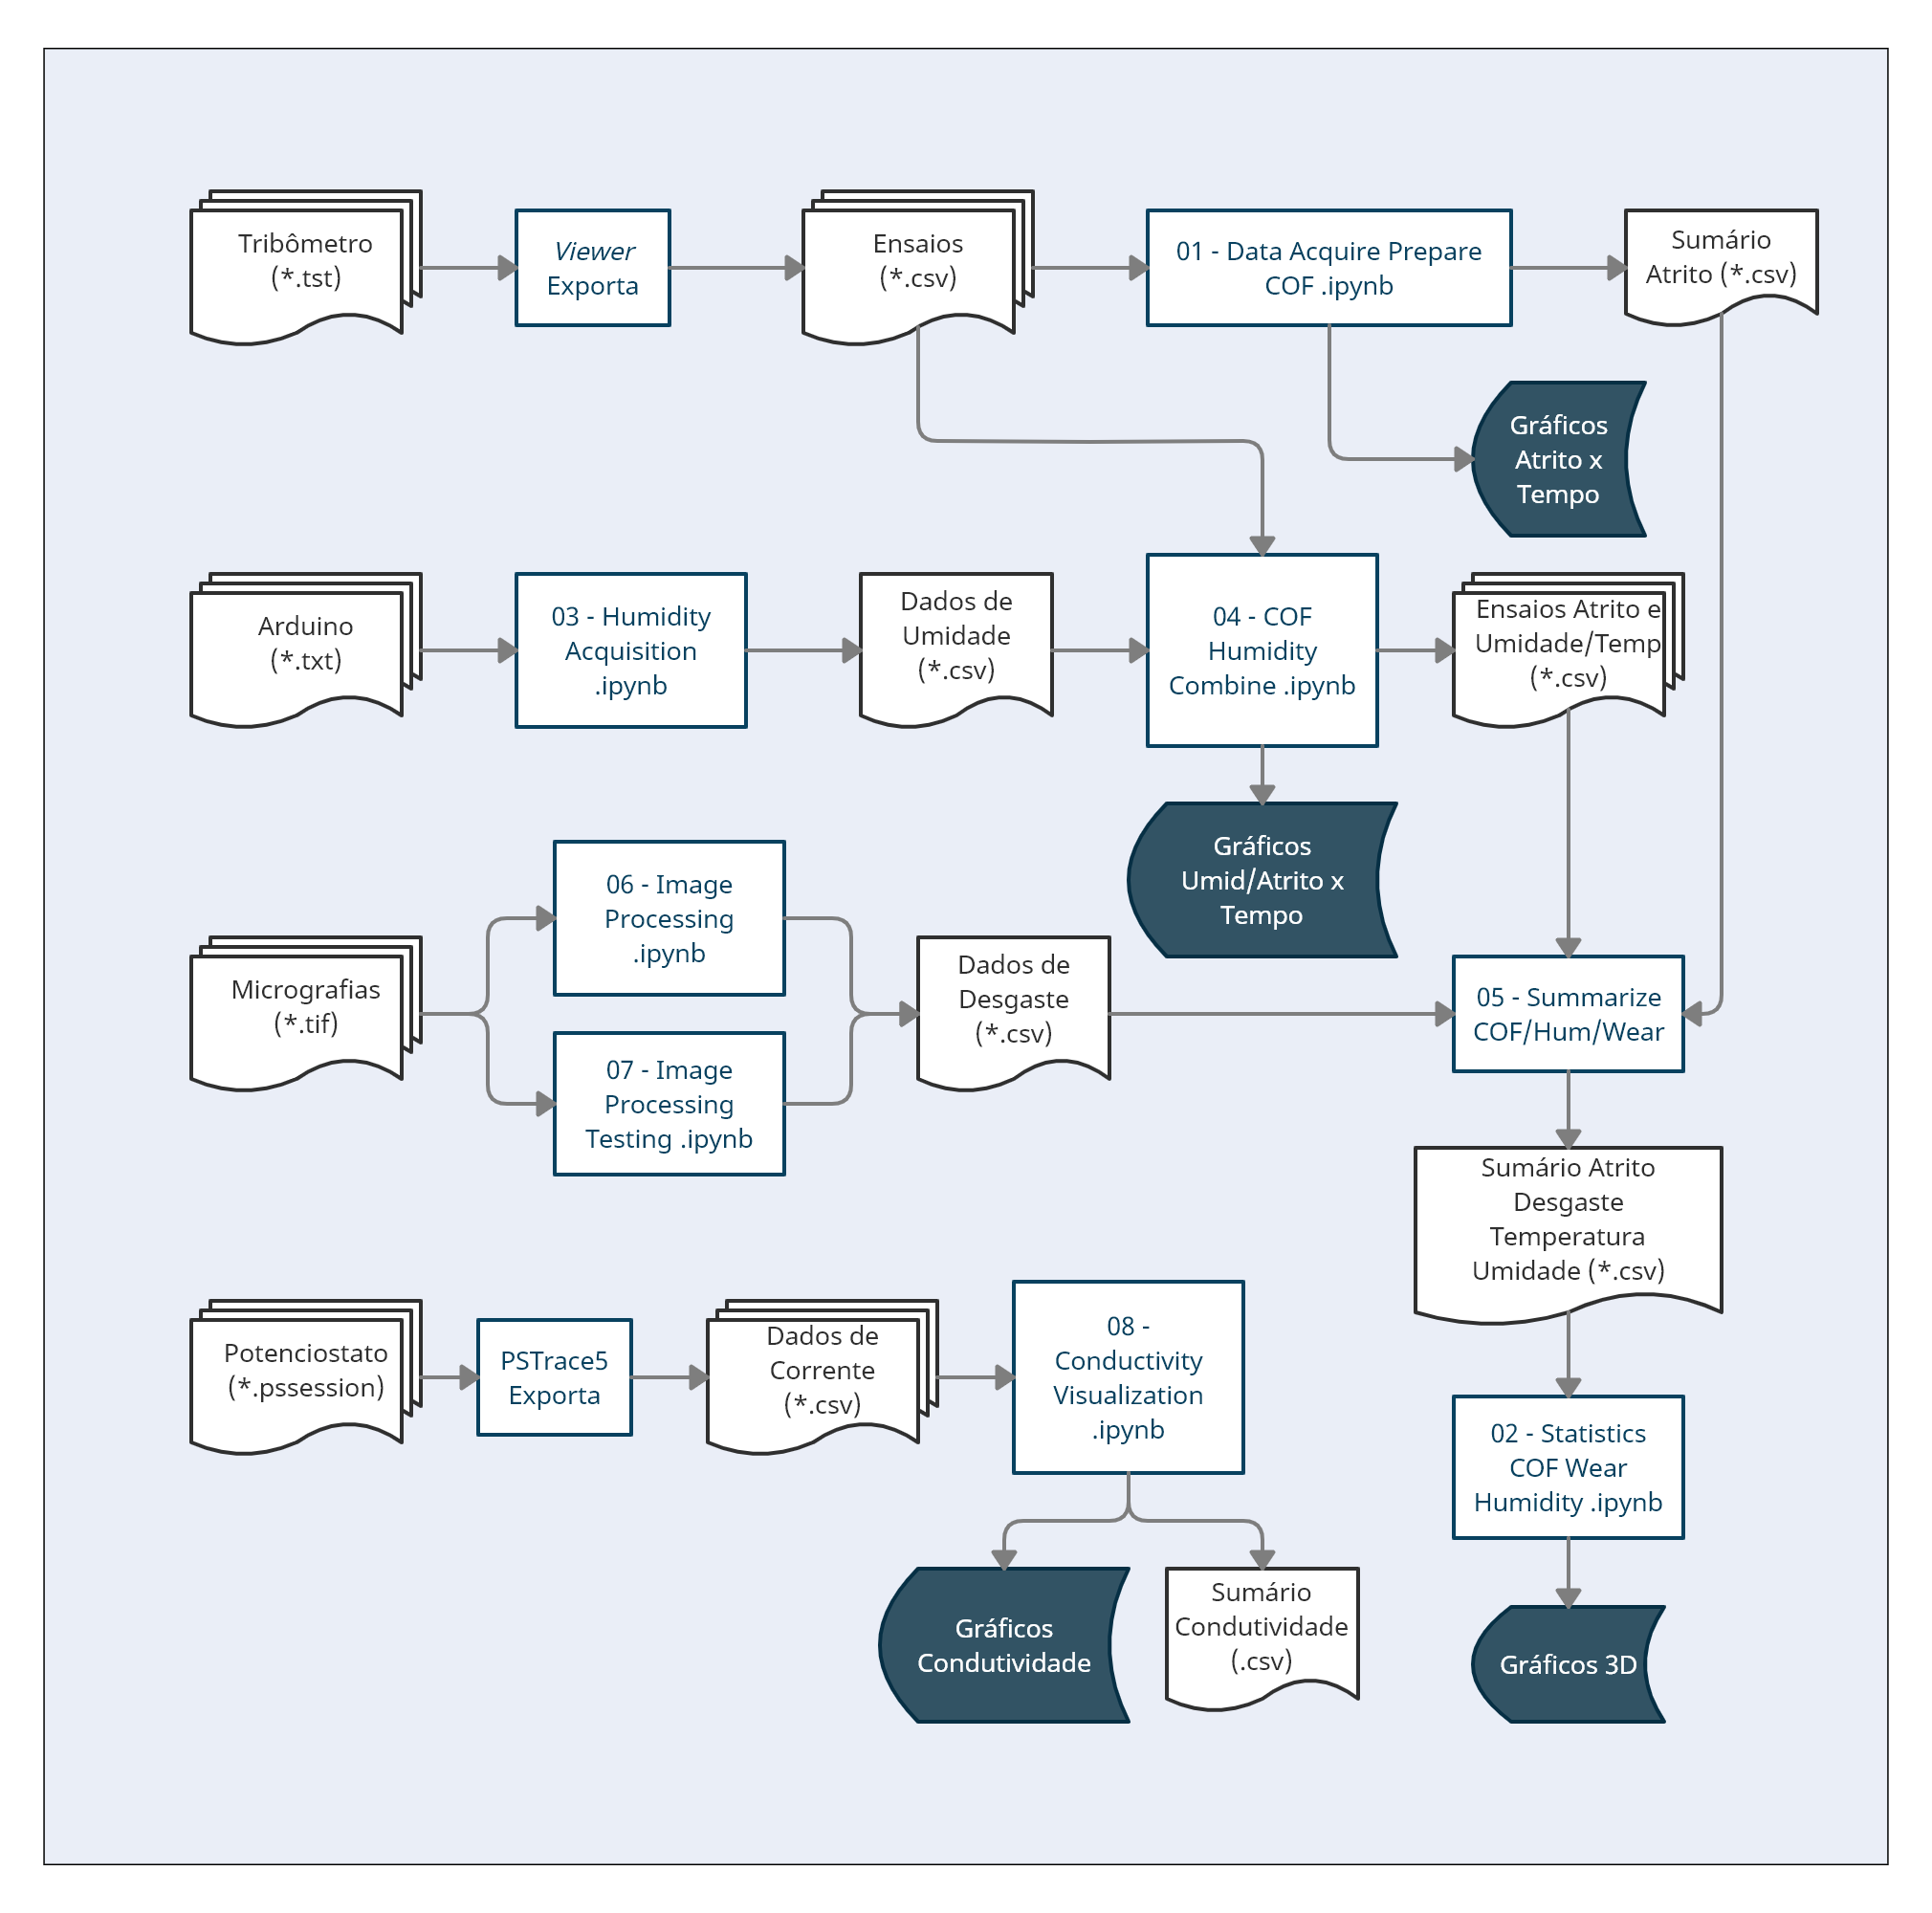 Tribômetro
(*.tst)
Viewer
Exporta
Ensaios
(*.csv)
01 - Data Acquire Prepare
COF .ipynb
Sumário
Atrito (*.csv)
Gráficos
Atrito x
Tempo
Arduino
(*.txt)
03 - Humidity
Acquisition
.ipynb
Dados de
Umidade
(*.csv)
04 - COF
Humidity
Combine .ipynb
Ensaios Atrito e
Umidade/Temp
(*.csv)
Gráficos
Umid/Atrito x
Tempo
Micrografias
(*.tif)
06 - Image
Processing
.ipynb
07 - Image
Processing
Testing .ipynb
Dados de
Desgaste
(*.csv)
05 - Summarize
COF/Hum/Wear
Sumário Atrito
Desgaste
Temperatura
Umidade (*.csv)
Potenciostato
(*.pssession)
PSTrace5
Exporta
Dados de
Corrente
(*.csv)
08 -
Conductivity
Visualization
.ipynb
02 - Statistics
COF Wear
Humidity .ipynb
Gráficos
Condutividade
Sumário
Condutividade
(.csv)
Gráficos 3D